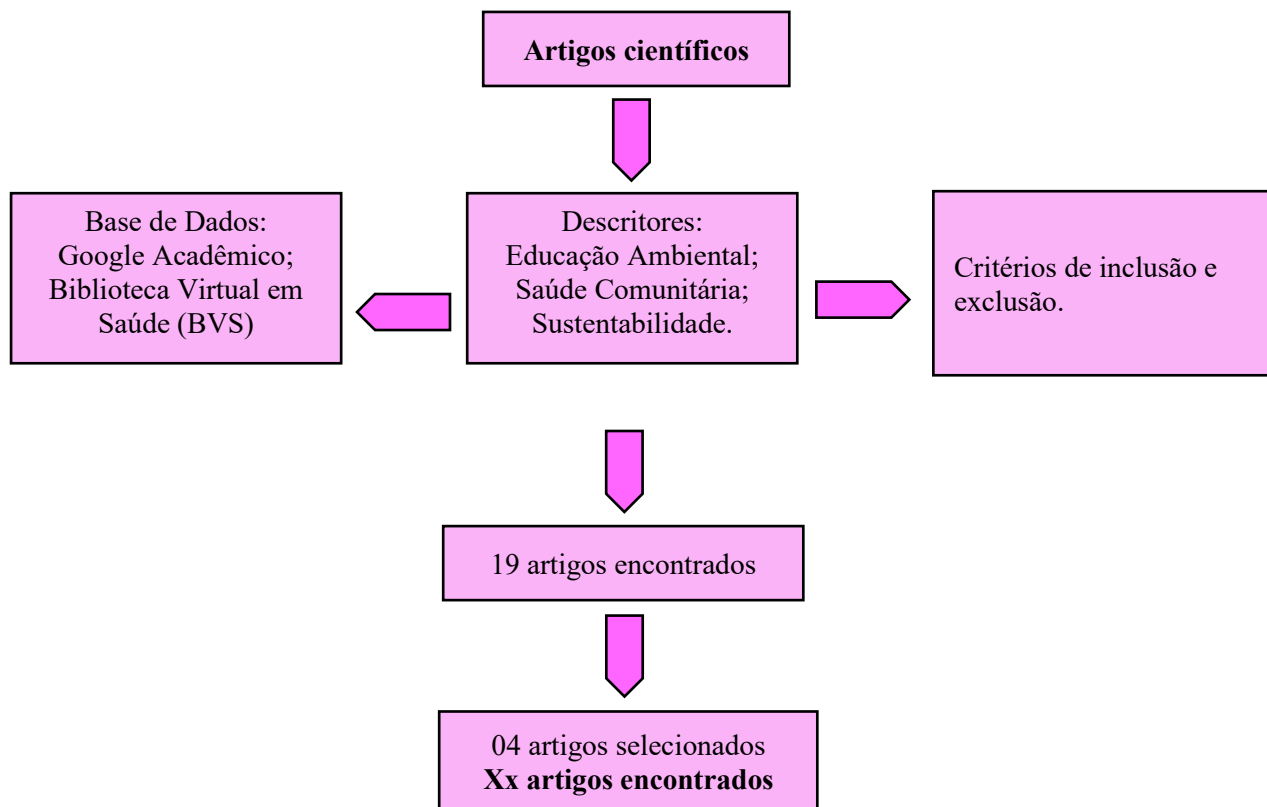 Artigos científicos
Base de Dados:
Google Acadêmico;
Biblioteca Virtual em
Saúde (BVS)
Descritores:
Educação Ambiental;
Saúde Comunitária;
Sustentabilidade.
Critérios de inclusão e
exclusão.
19 artigos encontrados
04 artigos selecionados
Xx artigos encontrados